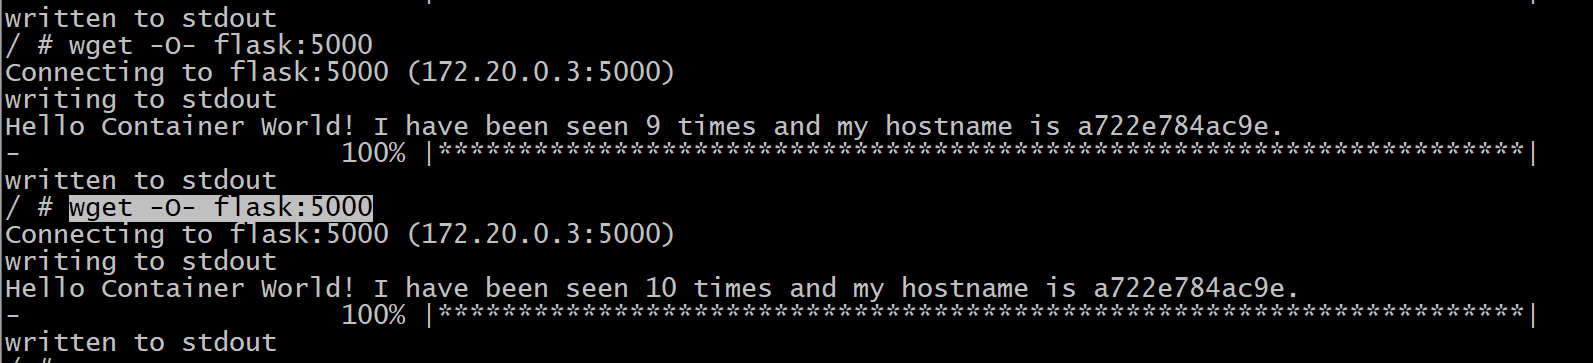 written to stdout
/ # wget -O- flask:5000
Connecting to flask:5000 (172.20.0.3:5000)
writing to stdout
Hello Container World! I have been seen 9 times and my hostname is a722e784ac9e.
-                    100% |********************************************************************|
written to stdout
/ # wget -O- flask:5000
Connecting to flask:5000 (172.20.0.3:5000)
writing to stdout
Hello Container World! I have been seen 10 times and my hostname is a722e784ac9e.
-                    100% |********************************************************************|
written to stdout
/ #